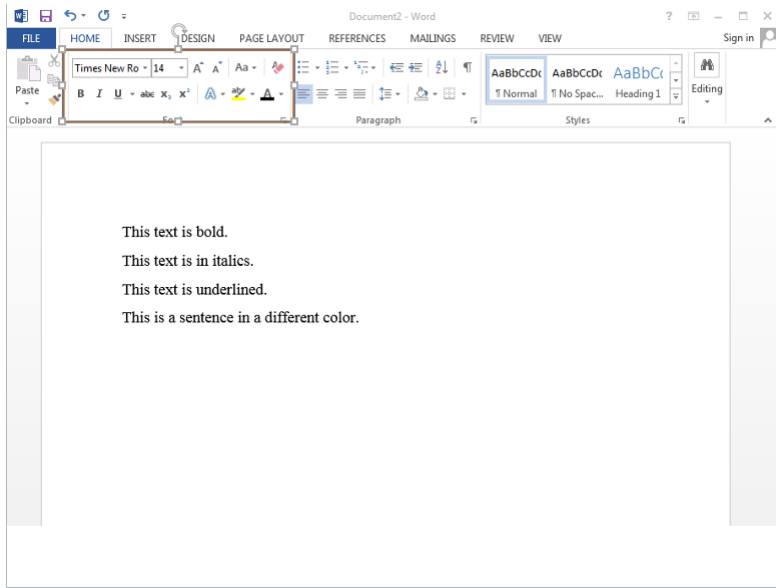 Document2 - Word
FILE HOME INSERT DESIGN PAGE LAYOUT REFERENCES MAILINGS REVIEW VIEW Sign in
Times New Ro 14 Aa
Paste B I U abc x₂ x² A A AaBbCcDc AaBbCcDc AaBbCc
¶ Normal ¶ No Spac... Heading 1 Editing
Clipboard Paragraph Styles
This text is bold.
This text is in italics.
This text is underlined.
This is a sentence in a different color.